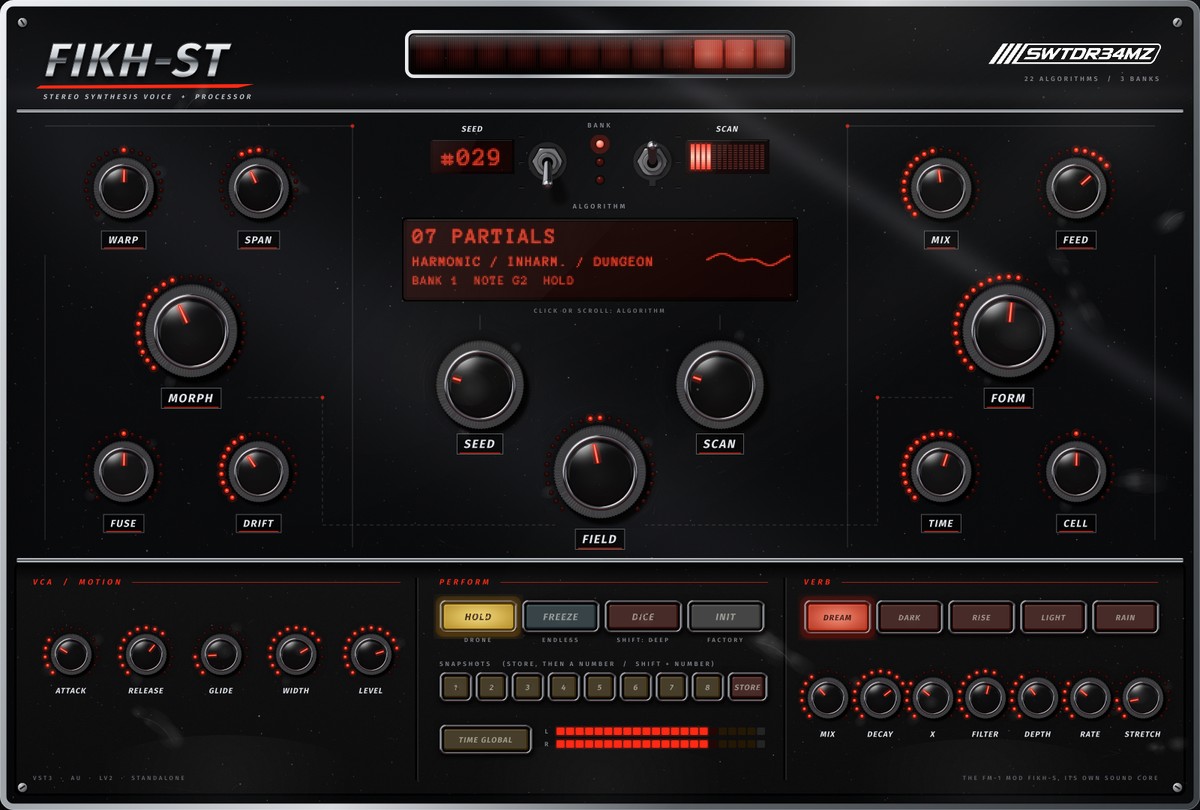 FIKH-ST
STEREO SYNTHESIS VOICE • PROCESSOR
SWTDR34MZ
22 ALGORITHMS / 3 BANKS
SEED
BANK
SCAN
#029
ALGORITHM
07 PARTIALS
HARMONIC / INHARM. / DUNGEON
BANK 1 NOTE G2 HOLD
CLICK OR SCROLL: ALGORITHM
WARP
SPAN
MORPH
FUSE
DRIFT
SEED
SCAN
FIELD
MIX
FEED
FORM
TIME
CELL
VCA / MOTION
ATTACK
RELEASE
GLIDE
WIDTH
LEVEL
PERFORM
HOLD
FREEZE
DICE
INIT
DRONE
ENDLESS
SHIFT: DEEP
FACTORY
SNAPSHOTS (STORE, THEN A NUMBER / SHIFT + NUMBER)
1 2 3 4 5 6 7 8 STORE
TIME GLOBAL
L
R
VERB
DREAM
DARK
RISE
LIGHT
RAIN
MIX
DECAY
X
FILTER
DEPTH
RATE
STRETCH
VST3 · AU · LV2 · STANDALONE
THE FM-1 MOD FIKH-S, ITS OWN SOUND CORE